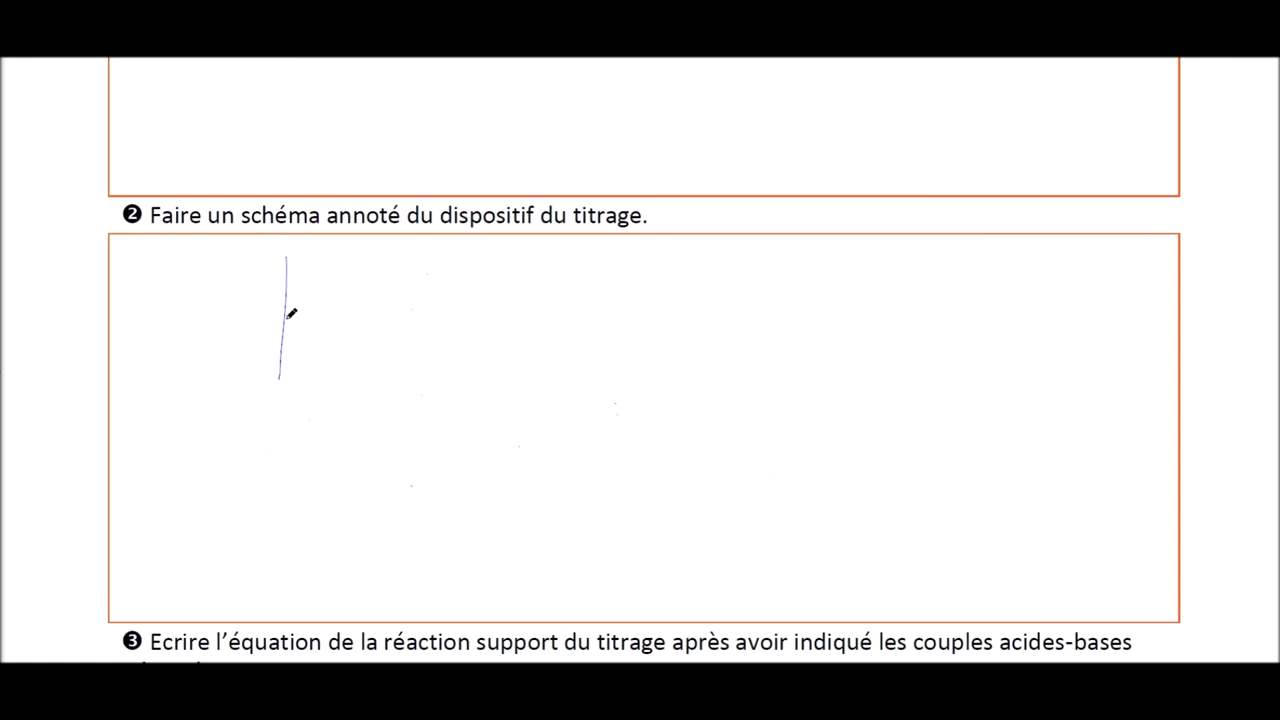 ❷ Faire un schéma annoté du dispositif du titrage.
❸ Ecrire l’équation de la réaction support du titrage après avoir indiqué les couples acides-bases